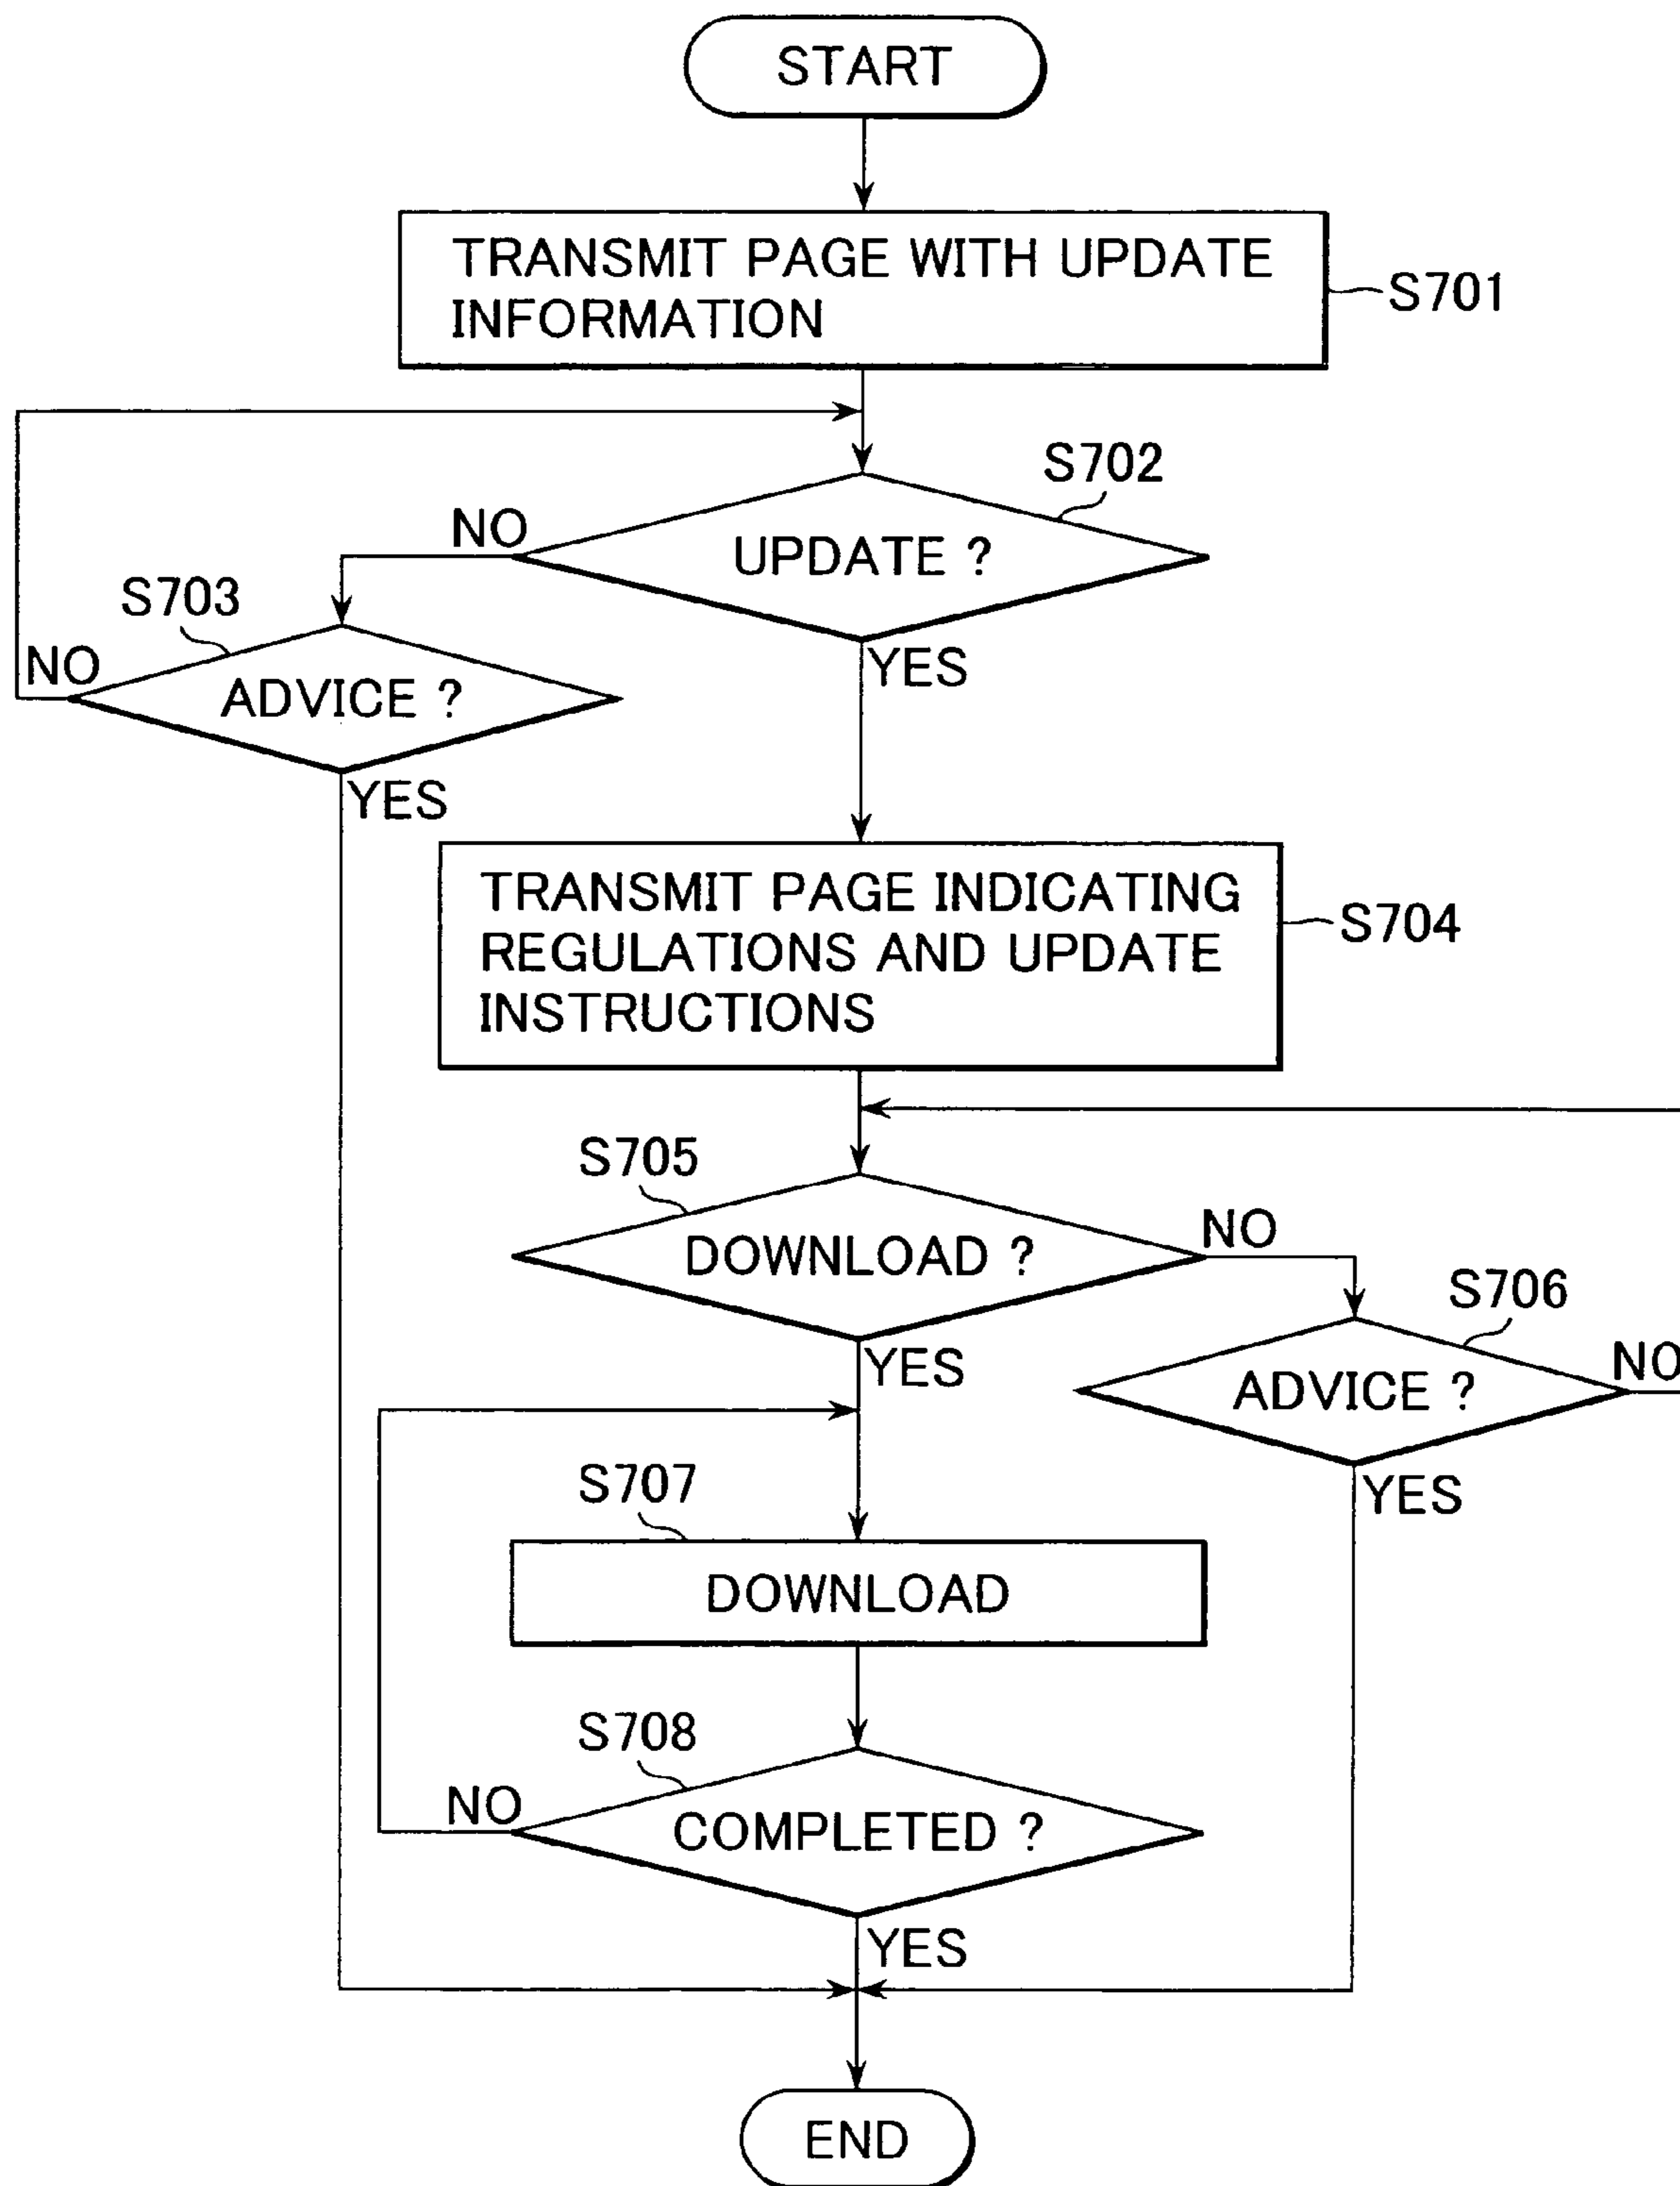 START
TRANSMIT PAGE WITH UPDATE
INFORMATION
S701
S702
NO
UPDATE ?
YES
S703
NO
ADVICE ?
YES
TRANSMIT PAGE INDICATING
REGULATIONS AND UPDATE
INSTRUCTIONS
S704
S705
DOWNLOAD ?
NO
YES
S706
ADVICE ?
NO
YES
S707
DOWNLOAD
S708
NO
COMPLETED ?
YES
END